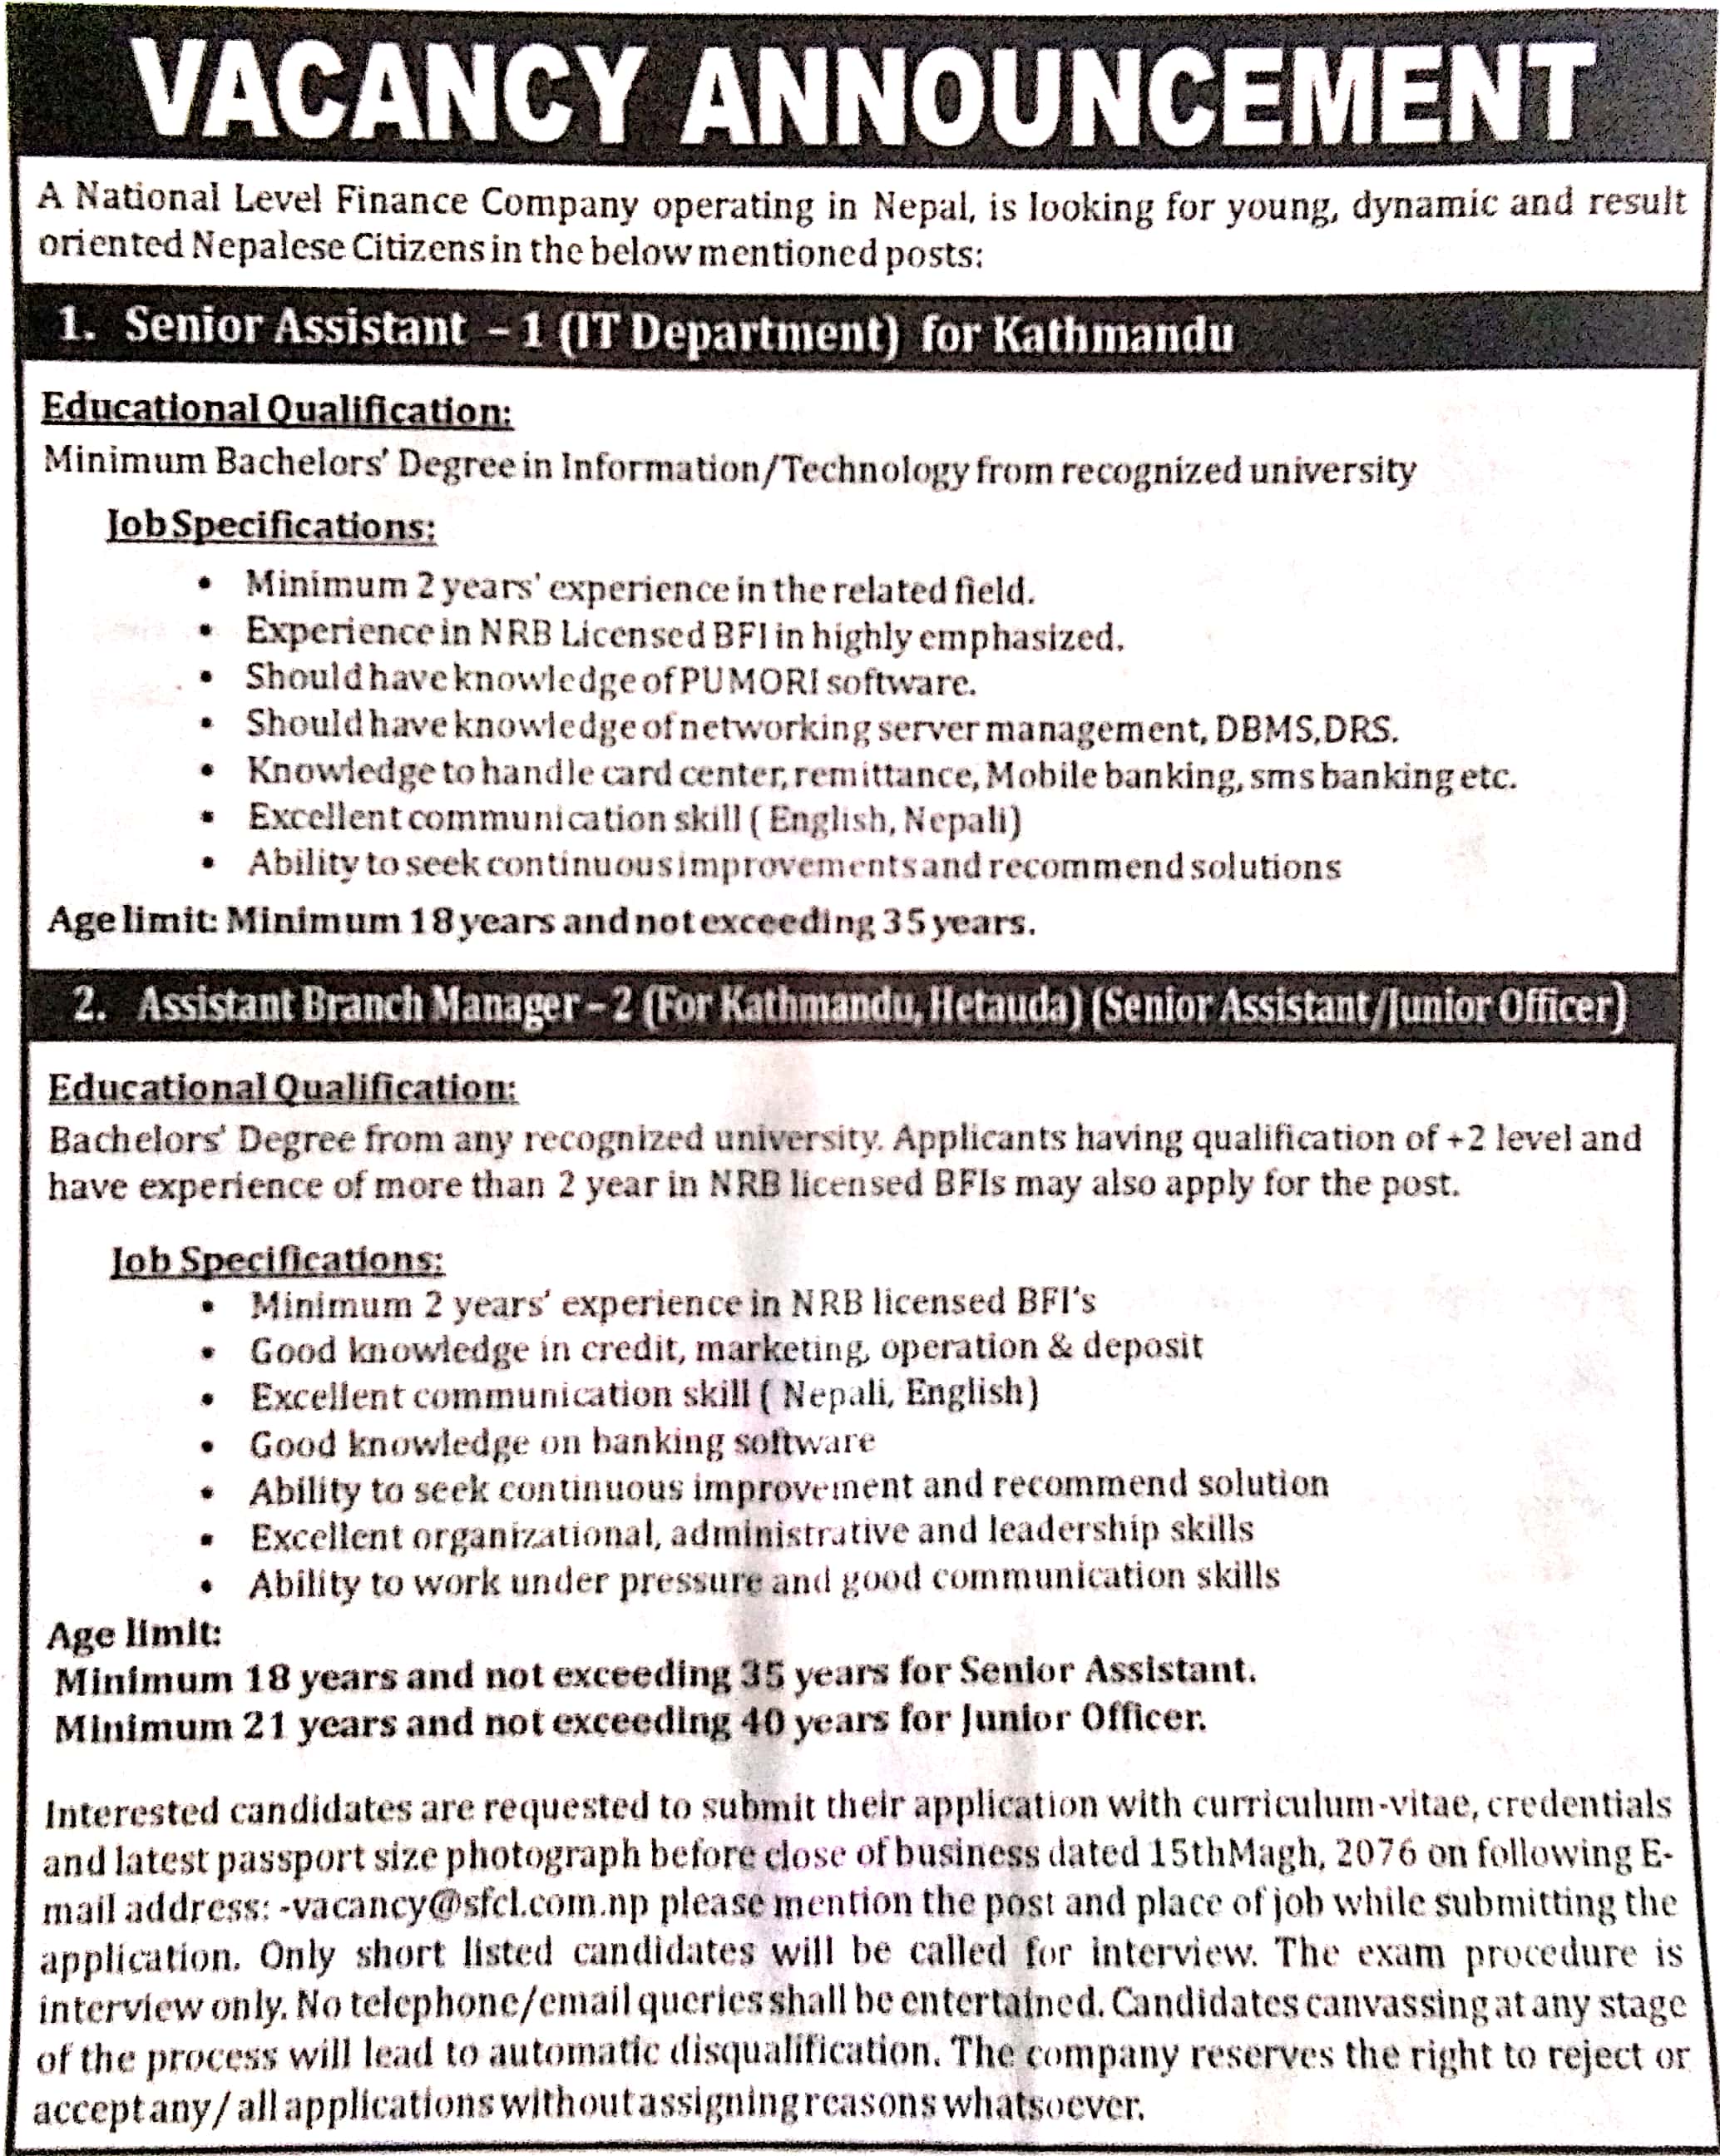 VACANCY ANNOUNCEMENT
A National Level Finance Company operating in Nepal, is looking for young, dynamic and result
oriented Nepalese Citizens in the below mentioned posts:
1. Senior Assistant – 1 (IT Department) for Kathmandu
Educational Qualification:
Minimum Bachelors' Degree in Information/Technology from recognized university
Job Specifications:
• Minimum 2 years' experience in the related field.
• Experience in NRB Licensed BFI in highly emphasized.
• Should have knowledge of PUMORI software.
• Should have knowledge of networking server management, DBMS,DRS.
• Knowledge to handle card center, remittance, Mobile banking, sms banking etc.
• Excellent communication skill ( English, Nepali)
• Ability to seek continuous improvements and recommend solutions
Age limit: Minimum 18 years and not exceeding 35 years.
2. Assistant Branch Manager – 2 (For Kathmandu, Hetauda) (Senior Assistant/Junior Officer)
Educational Qualification:
Bachelors' Degree from any recognized university. Applicants having qualification of +2 level and
have experience of more than 2 year in NRB licensed BFIs may also apply for the post.
Job Specifications:
• Minimum 2 years' experience in NRB licensed BFI's
• Good knowledge in credit, marketing, operation & deposit
• Excellent communication skill ( Nepali, English)
• Good knowledge on banking software
• Ability to seek continuous improvement and recommend solution
• Excellent organizational, administrative and leadership skills
• Ability to work under pressure and good communication skills
Age limit:
Minimum 18 years and not exceeding 35 years for Senior Assistant.
Minimum 21 years and not exceeding 40 years for Junior Officer.
Interested candidates are requested to submit their application with curriculum-vitae, credentials
and latest passport size photograph before close of business dated 15thMagh, 2076 on following E-
mail address: -vacancy@sfcl.com.np please mention the post and place of job while submitting the
application. Only short listed candidates will be called for interview. The exam procedure is
interview only. No telephone/email queries shall be entertained. Candidates canvassing at any stage
of the process will lead to automatic disqualification. The company reserves the right to reject or
accept any/ all applications without assigning reasons whatsoever.